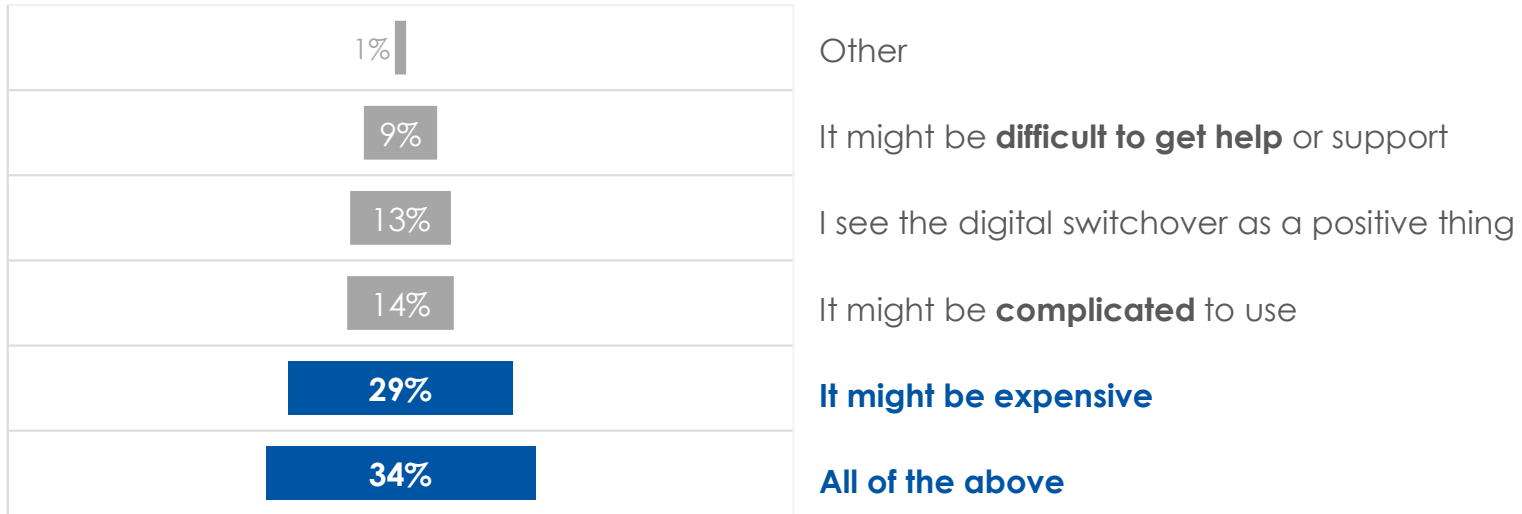 1% Other
9% It might be difficult to get help or support
13% I see the digital switchover as a positive thing
14% It might be complicated to use
29% It might be expensive
34% All of the above